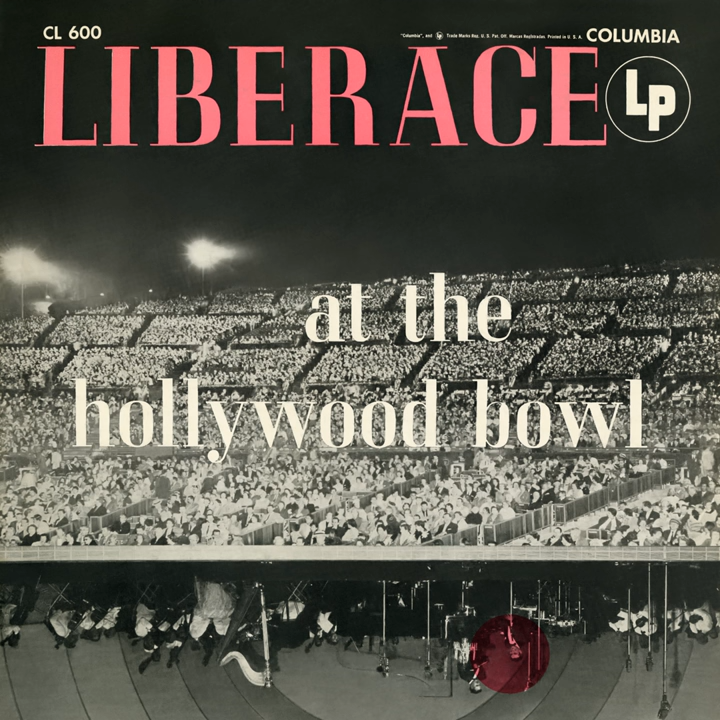 CL 600
"Columbia", and Trade Marks Reg. U. S. Pat. Off. Marcas Registradas. Printed in U. S. A.
COLUMBIA
LIBERACE
Lp
at the
hollywood bowl